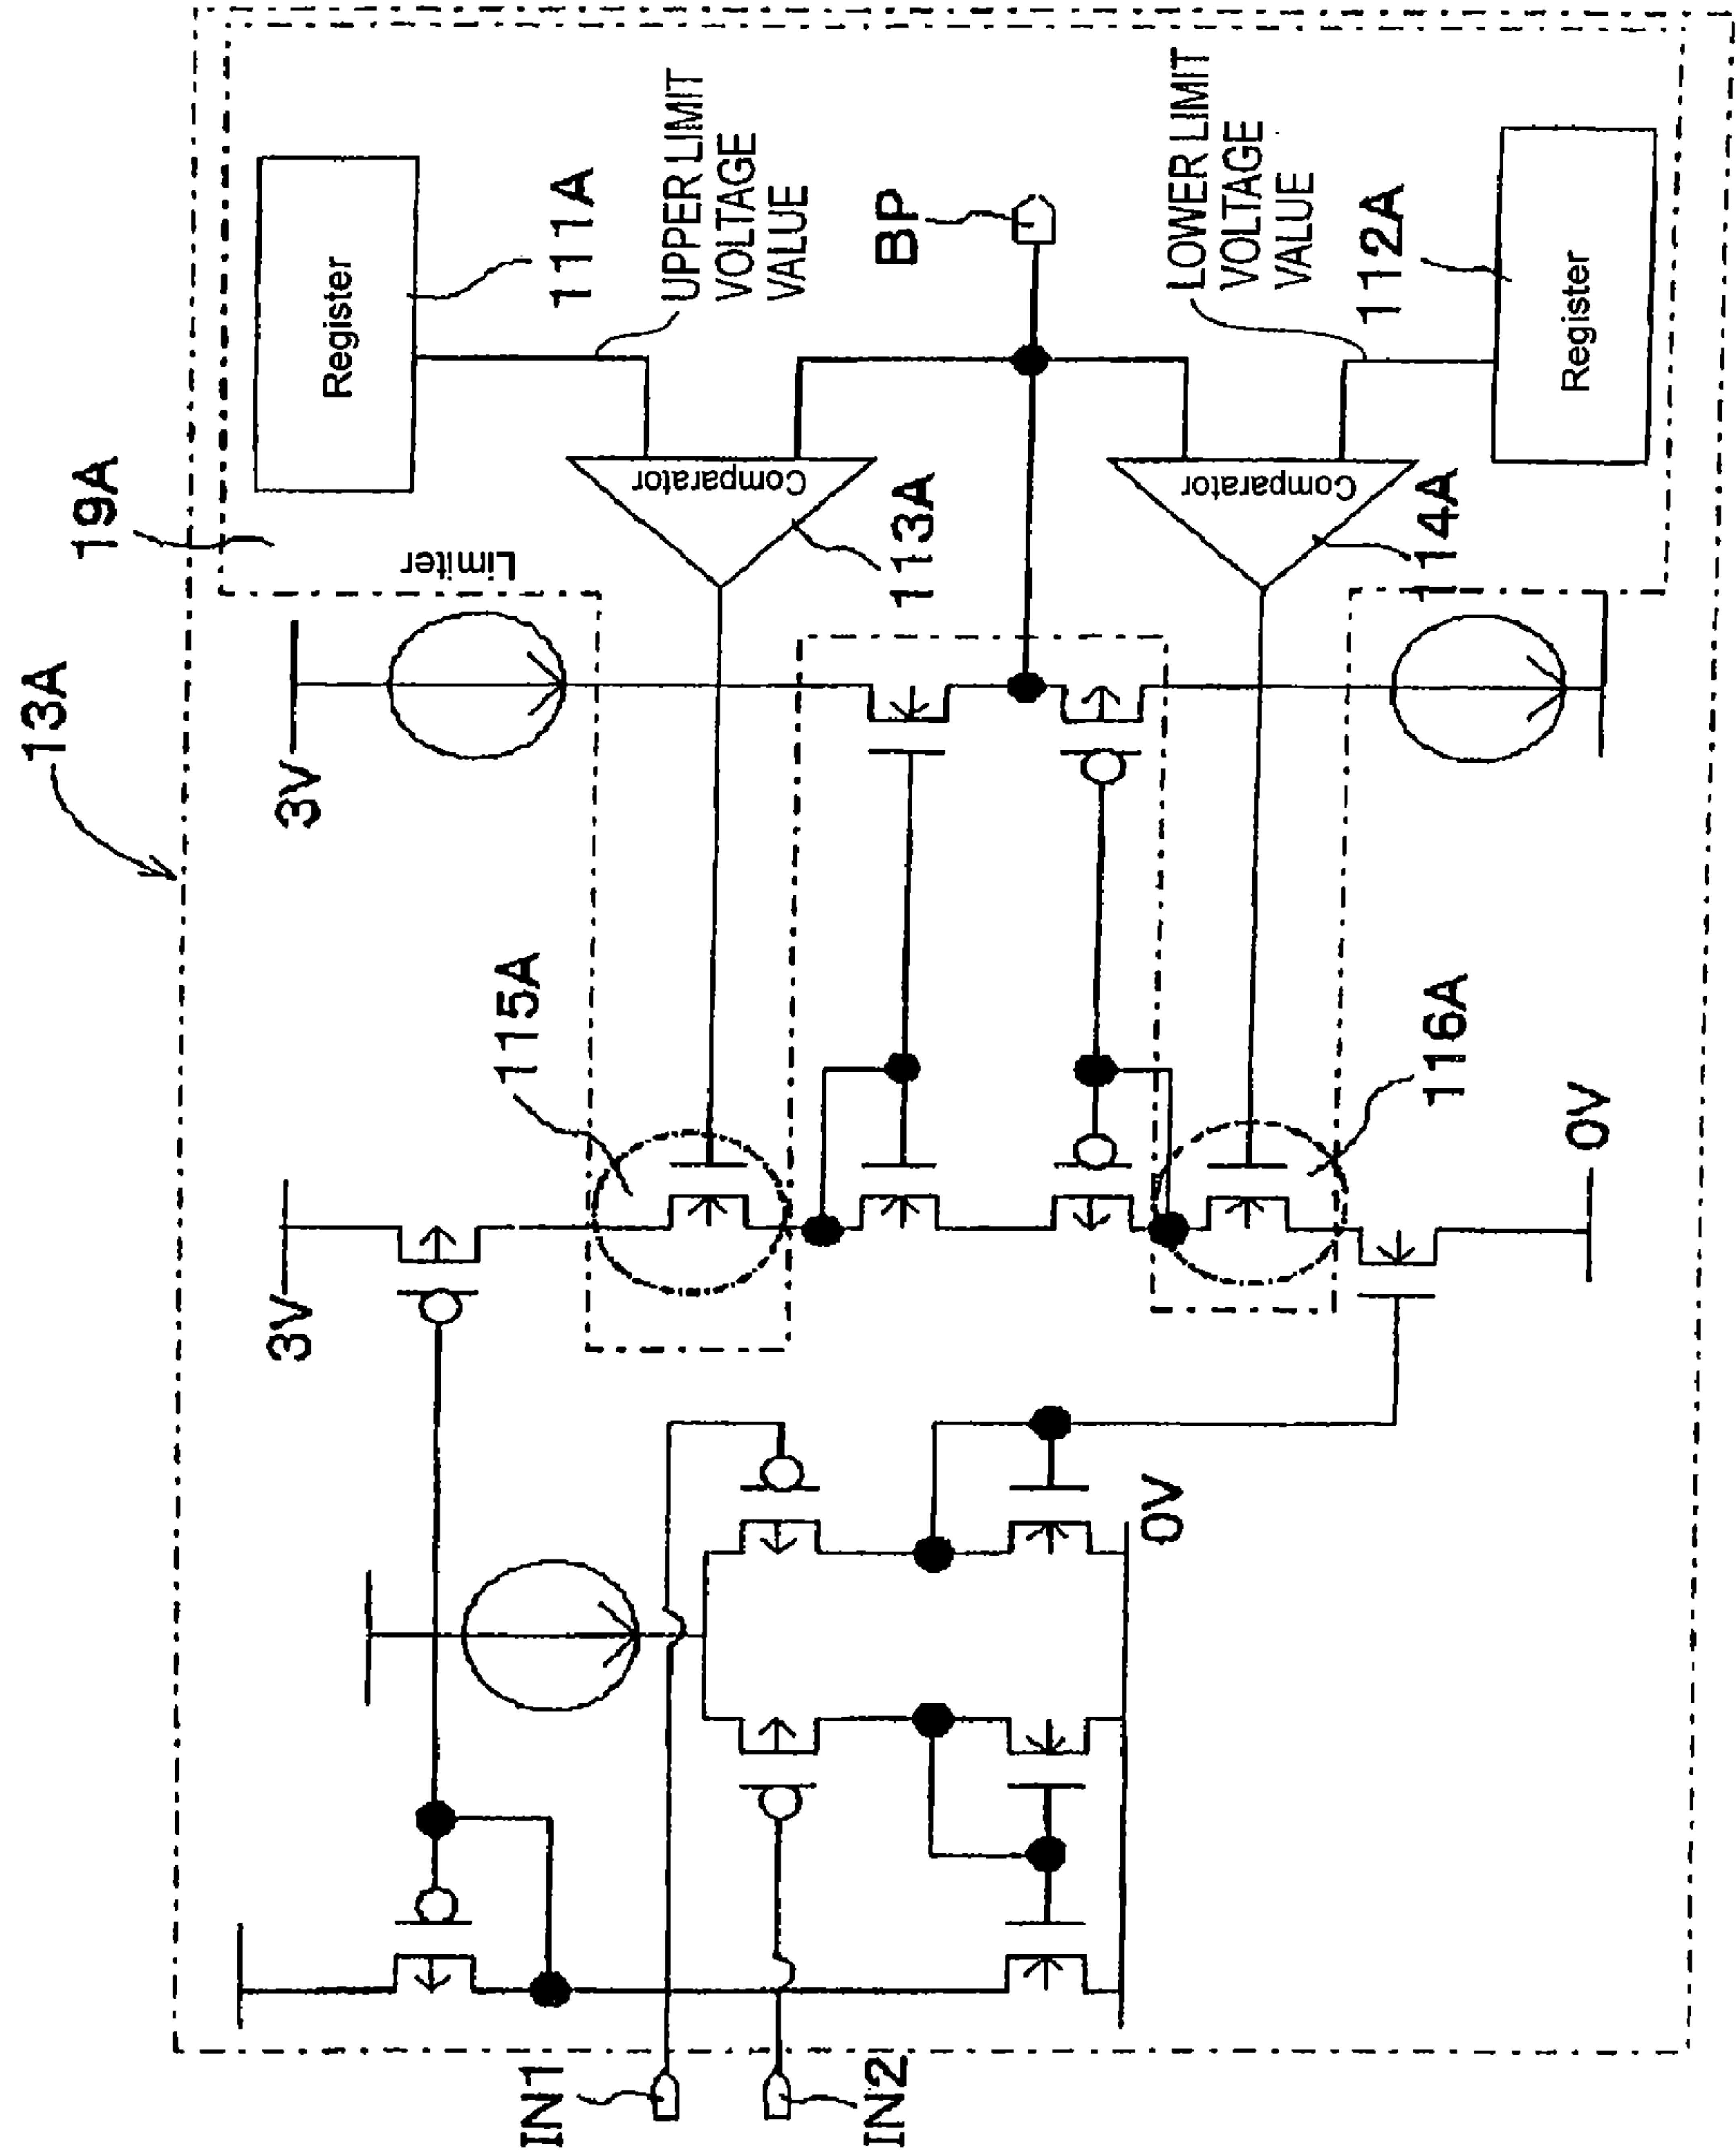 13A
19A
3V
Limiter
Register
111A
UPPER LIMIT
VOLTAGE
VALUE
Comparator
113A
BP
LOWER LIMIT
VOLTAGE
VALUE
112A
Register
Comparator
114A
3V
115A
116A
0V
0V
IN1
IN2